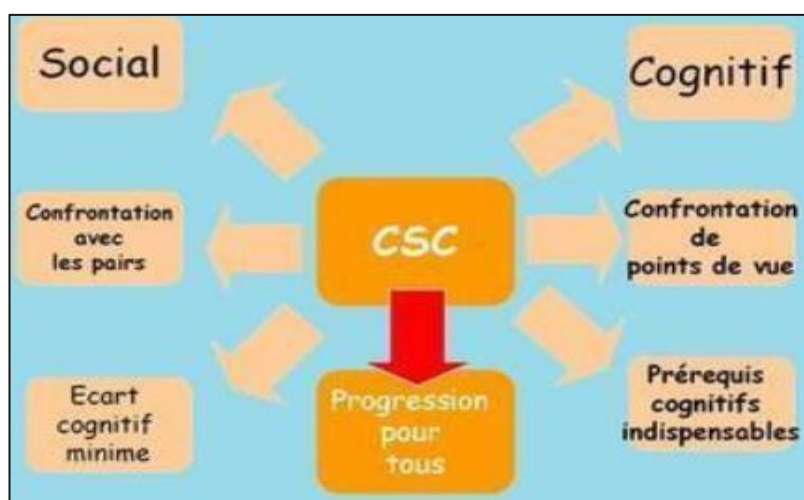 Social
Cognitif
Confrontation
avec
les pairs
CSC
Confrontation
de
points de vue
Ecart
cognitif
minime
Progression
pour
tous
Prérequis
cognitifs
indispensables